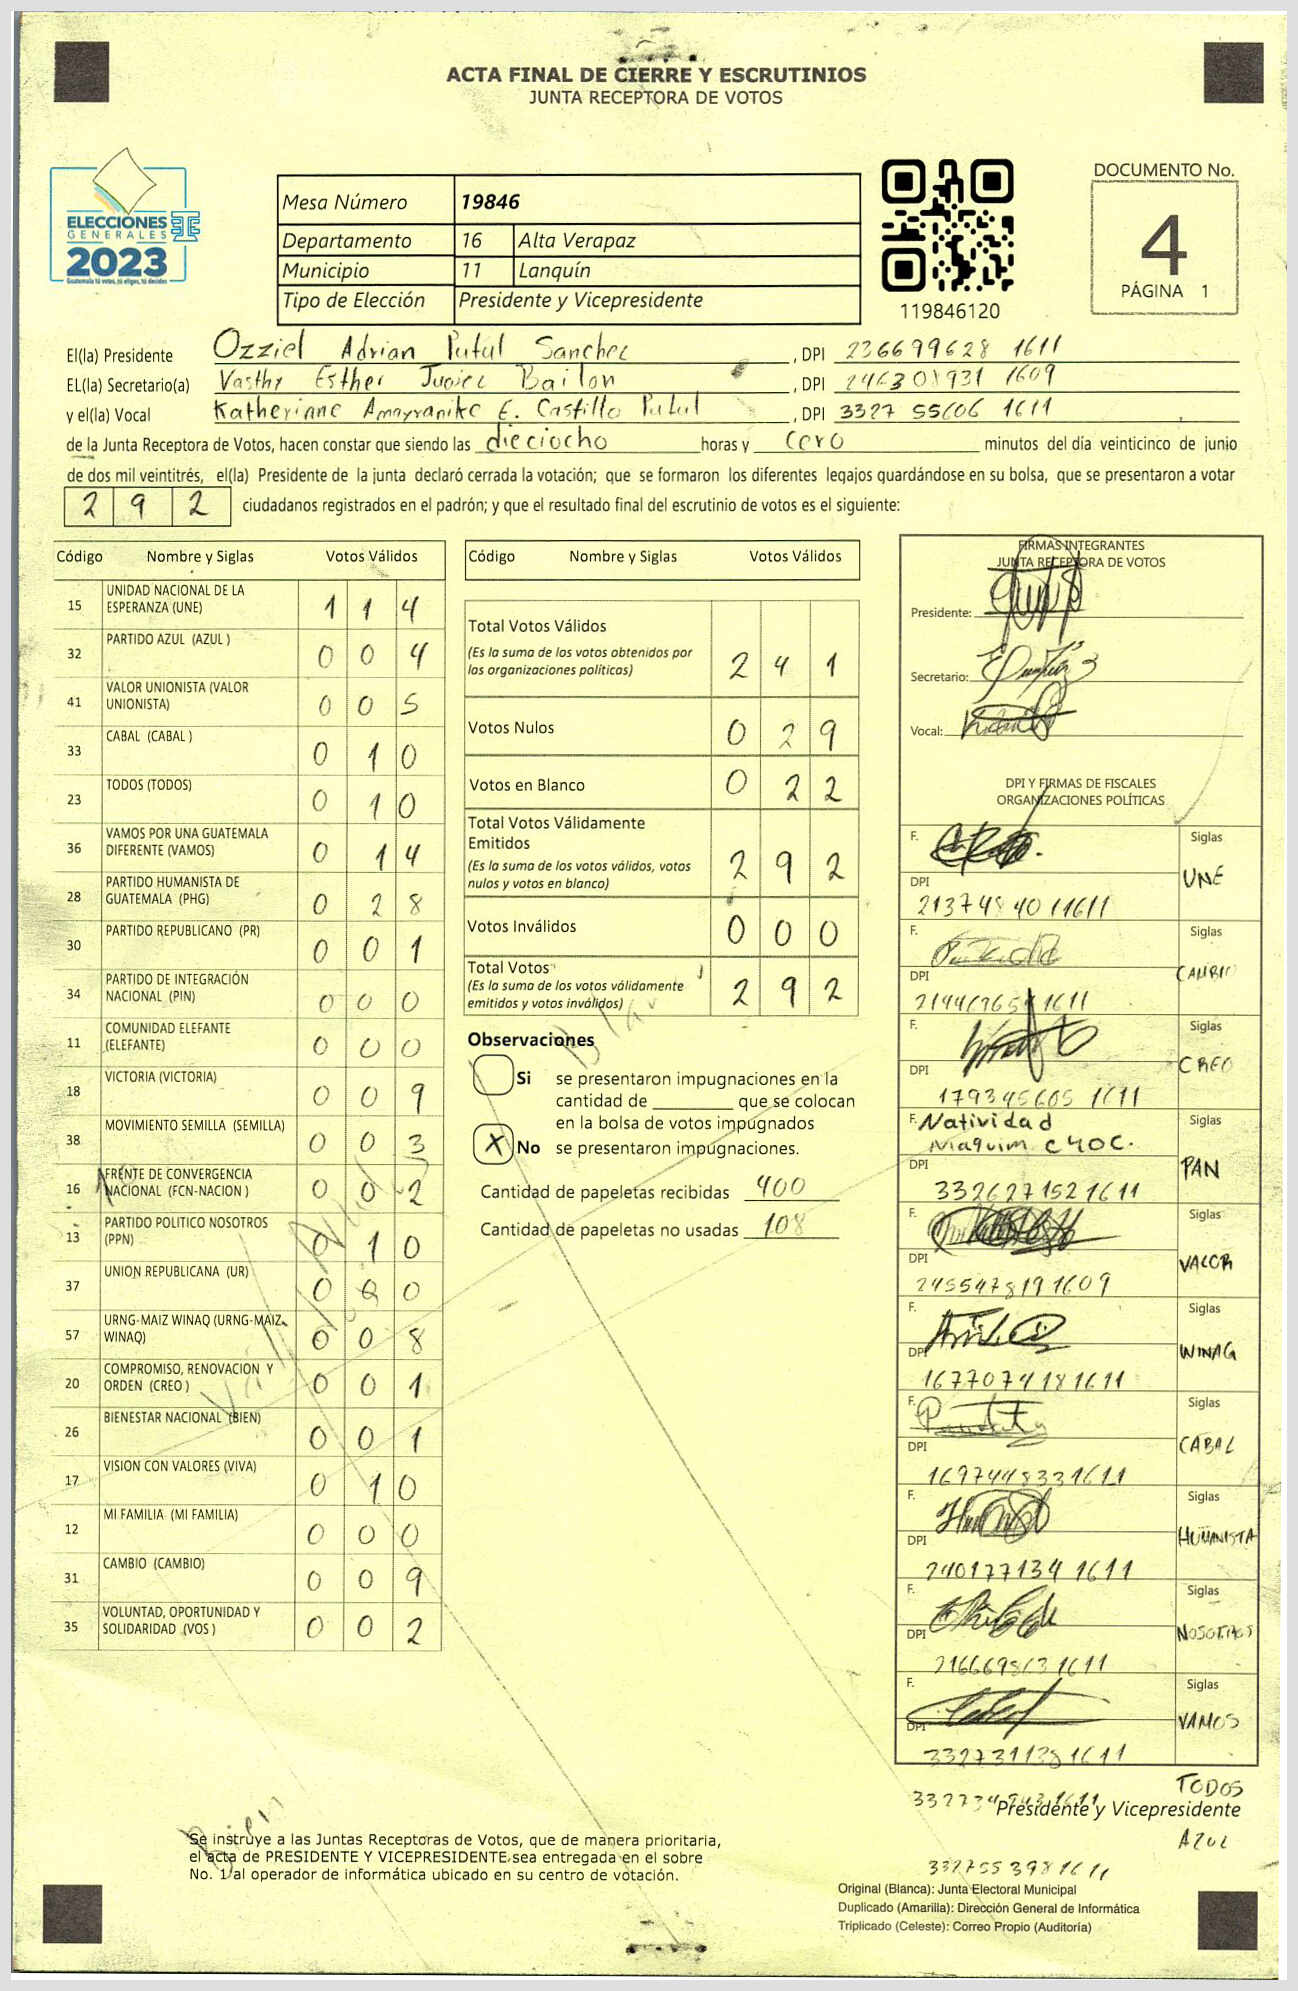 ACTA FINAL DE CIERRE Y ESCRUTINIOS
JUNTA RECEPTORA DE VOTOS
ELECCIONES
GENERALES
2023
Guatemala tú votas, tú eliges, tú decides
Mesa Número 19846
Departamento 16 Alta Verapaz
Municipio 11 Lanquín
Tipo de Elección Presidente y Vicepresidente
119846120
DOCUMENTO No.
4
PÁGINA 1
El(la) Presidente Ozziel Adrian Putul Sanchez, DPI 236699628 1611
EL(la) Secretario(a) Vasthy Esther Juarez Bailon, DPI 246308931 1609
y el(la) Vocal Katherinne Amayranike E. Castillo Putul, DPI 3327 55606 1611
de la Junta Receptora de Votos, hacen constar que siendo las dieciocho horas y cero minutos del día veinticinco de junio
de dos mil veintitrés, el(la) Presidente de la junta declaró cerrada la votación; que se formaron los diferentes legajos guardándose en su bolsa, que se presentaron a votar
292 ciudadanos registrados en el padrón; y que el resultado final del escrutinio de votos es el siguiente:
Código Nombre y Siglas Votos Válidos
15 UNIDAD NACIONAL DE LA ESPERANZA (UNE) 1 1 4
32 PARTIDO AZUL (AZUL ) 0 0 4
41 VALOR UNIONISTA (VALOR UNIONISTA) 0 0 5
33 CABAL (CABAL ) 0 1 0
23 TODOS (TODOS) 0 1 0
36 VAMOS POR UNA GUATEMALA DIFERENTE (VAMOS) 0 1 4
28 PARTIDO HUMANISTA DE GUATEMALA (PHG) 0 2 8
30 PARTIDO REPUBLICANO (PR) 0 0 1
34 PARTIDO DE INTEGRACIÓN NACIONAL (PIN) 0 0 0
11 COMUNIDAD ELEFANTE (ELEFANTE) 0 0 0
18 VICTORIA (VICTORIA) 0 0 9
38 MOVIMIENTO SEMILLA (SEMILLA) 0 0 3
16 FRENTE DE CONVERGENCIA NACIONAL (FCN-NACION ) 0 0 2
13 PARTIDO POLITICO NOSOTROS (PPN) 0 1 0
37 UNION REPUBLICANA (UR) 0 0 0
57 URNG-MAIZ WINAQ (URNG-MAIZ-WINAQ) 0 0 8
20 COMPROMISO, RENOVACION Y ORDEN (CREO ) 0 0 1
26 BIENESTAR NACIONAL (BIEN) 0 0 1
17 VISION CON VALORES (VIVA) 0 1 0
12 MI FAMILIA (MI FAMILIA) 0 0 0
31 CAMBIO (CAMBIO) 0 0 9
35 VOLUNTAD, OPORTUNIDAD Y SOLIDARIDAD (VOS ) 0 0 2
Código Nombre y Siglas Votos Válidos
Total Votos Válidos 2 4 1
(Es la suma de los votos obtenidos por
las organizaciones políticas)
Votos Nulos 0 2 9
Votos en Blanco 0 2 2
Total Votos Válidamente
Emitidos 2 9 2
(Es la suma de los votos válidos, votos
nulos y votos en blanco)
Votos Inválidos 0 0 0
Total Votos 2 9 2
(Es la suma de los votos válidamente
emitidos y votos inválidos)
Observaciones
Si se presentaron impugnaciones en la
cantidad de ________ que se colocan
en la bolsa de votos impugnados
X No se presentaron impugnaciones.
Cantidad de papeletas recibidas 400
Cantidad de papeletas no usadas 108
FIRMAS INTEGRANTES
JUNTA RECEPTORA DE VOTOS
Presidente:
Secretario:
Vocal:
DPI Y FIRMAS DE FISCALES
ORGANIZACIONES POLÍTICAS
F. Siglas UNE
DPI 213748401 1611
F. Siglas CAMBIO
DPI
F. Siglas CREO
DPI 179345605 1611
F. Natividad Maquim CHOC. Siglas PAN
DPI 332627152 1611
F. Siglas VALOR
DPI 245547819 1609
F. Siglas WINAG
DPI 167707418 1611
F. Siglas CABAL
DPI 169744833 1611
F. Siglas HUMANISTA
DPI 240177134 1611
F. Siglas NOSOTROS
DPI 216669863 1611
F. Siglas VAMOS
DPI 332731138 1611
TODOS
Presidente y Vicepresidente
AZUL
332755398 1611
Bien
Se instruye a las Juntas Receptoras de Votos, que de manera prioritaria,
el acta de PRESIDENTE Y VICEPRESIDENTE sea entregada en el sobre
No. 1 al operador de informática ubicado en su centro de votación.
Original (Blanca): Junta Electoral Municipal
Duplicado (Amarilla): Dirección General de Informática
Triplicado (Celeste): Correo Propio (Auditoría)